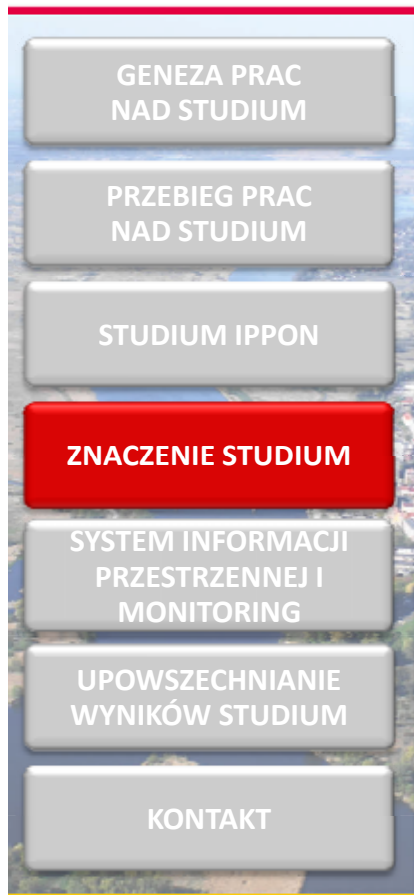 GENEZA PRAC
NAD STUDIUM
PRZEBIEG PRAC
NAD STUDIUM
STUDIUM IPPON
ZNACZENIE STUDIUM
SYSTEM INFORMACJI
PRZESTRZENNEJ I
MONITORING
UPOWSZECHNIANIE
WYNIKÓW STUDIUM
KONTAKT